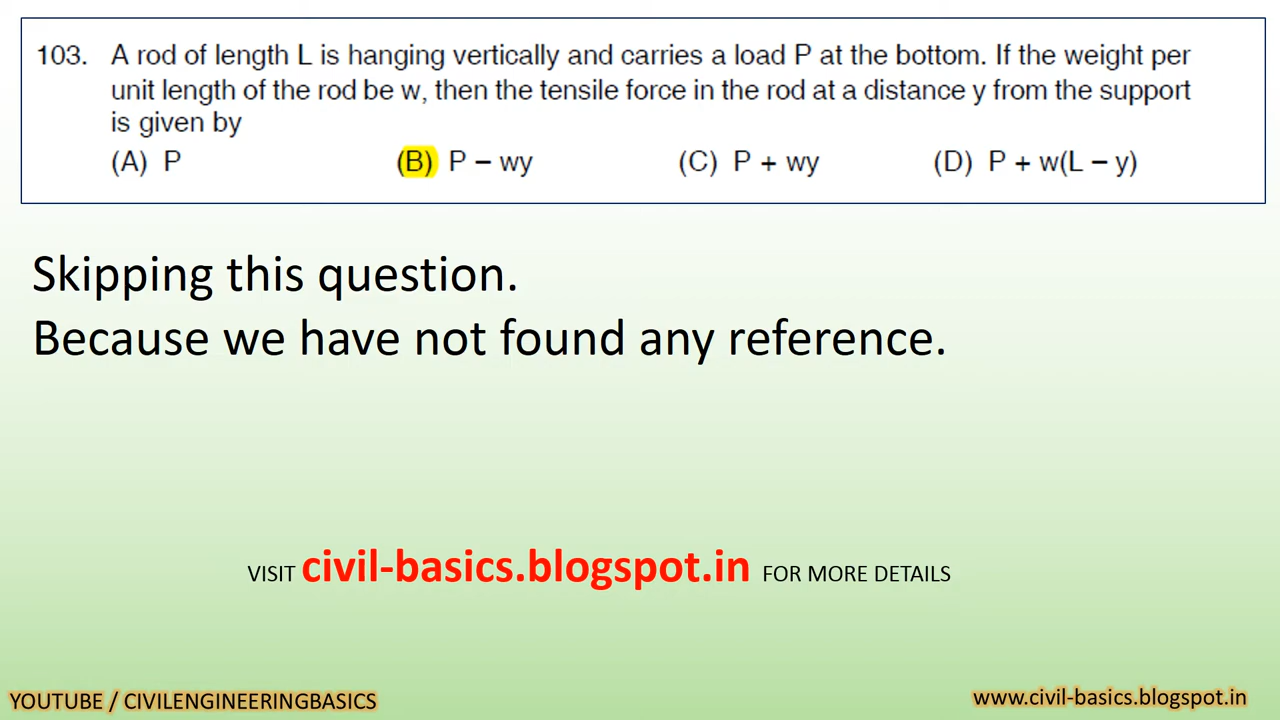 103. A rod of length L is hanging vertically and carries a load P at the bottom. If the weight per
unit length of the rod be w, then the tensile force in the rod at a distance y from the support
is given by
(A) P (B) P – wy (C) P + wy (D) P + w(L – y)
Skipping this question.
Because we have not found any reference.
VISIT civil-basics.blogspot.in FOR MORE DETAILS
YOUTUBE / CIVILENGINEERINGBASICS www.civil-basics.blogspot.in